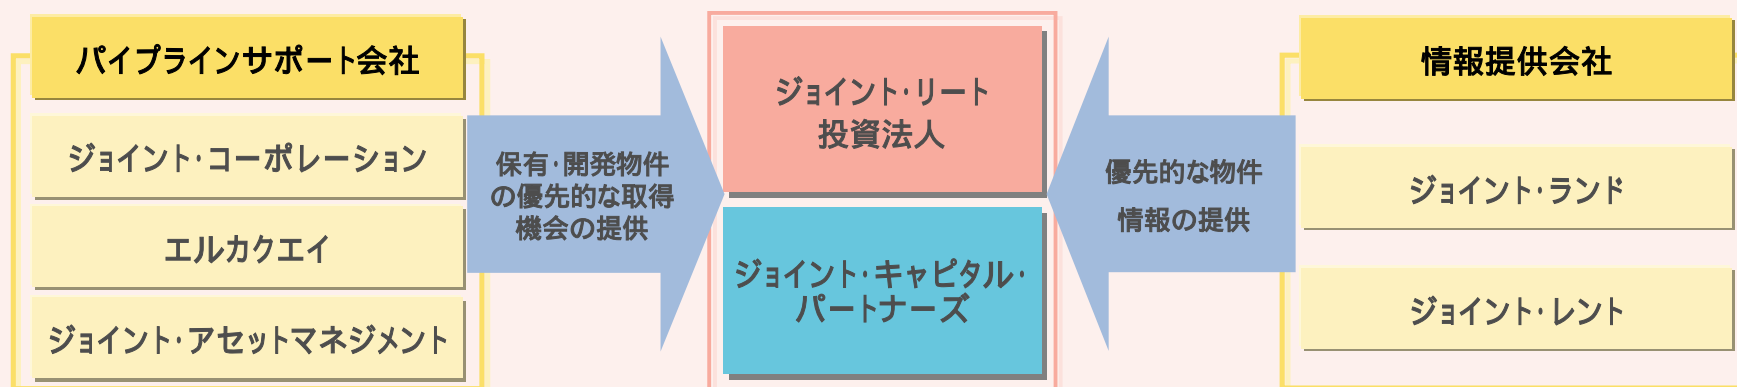 パイプラインサポート会社
ジョイント･コーポレーション
エルカクエイ
ジョイント･アセットマネジメント
保有･開発物件
の優先的な取得
機会の提供
ジョイント･リート
投資法人
ジョイント･キャピタル･
パートナーズ
優先的な物件
情報の提供
情報提供会社
ジョイント･ランド
ジョイント･レント